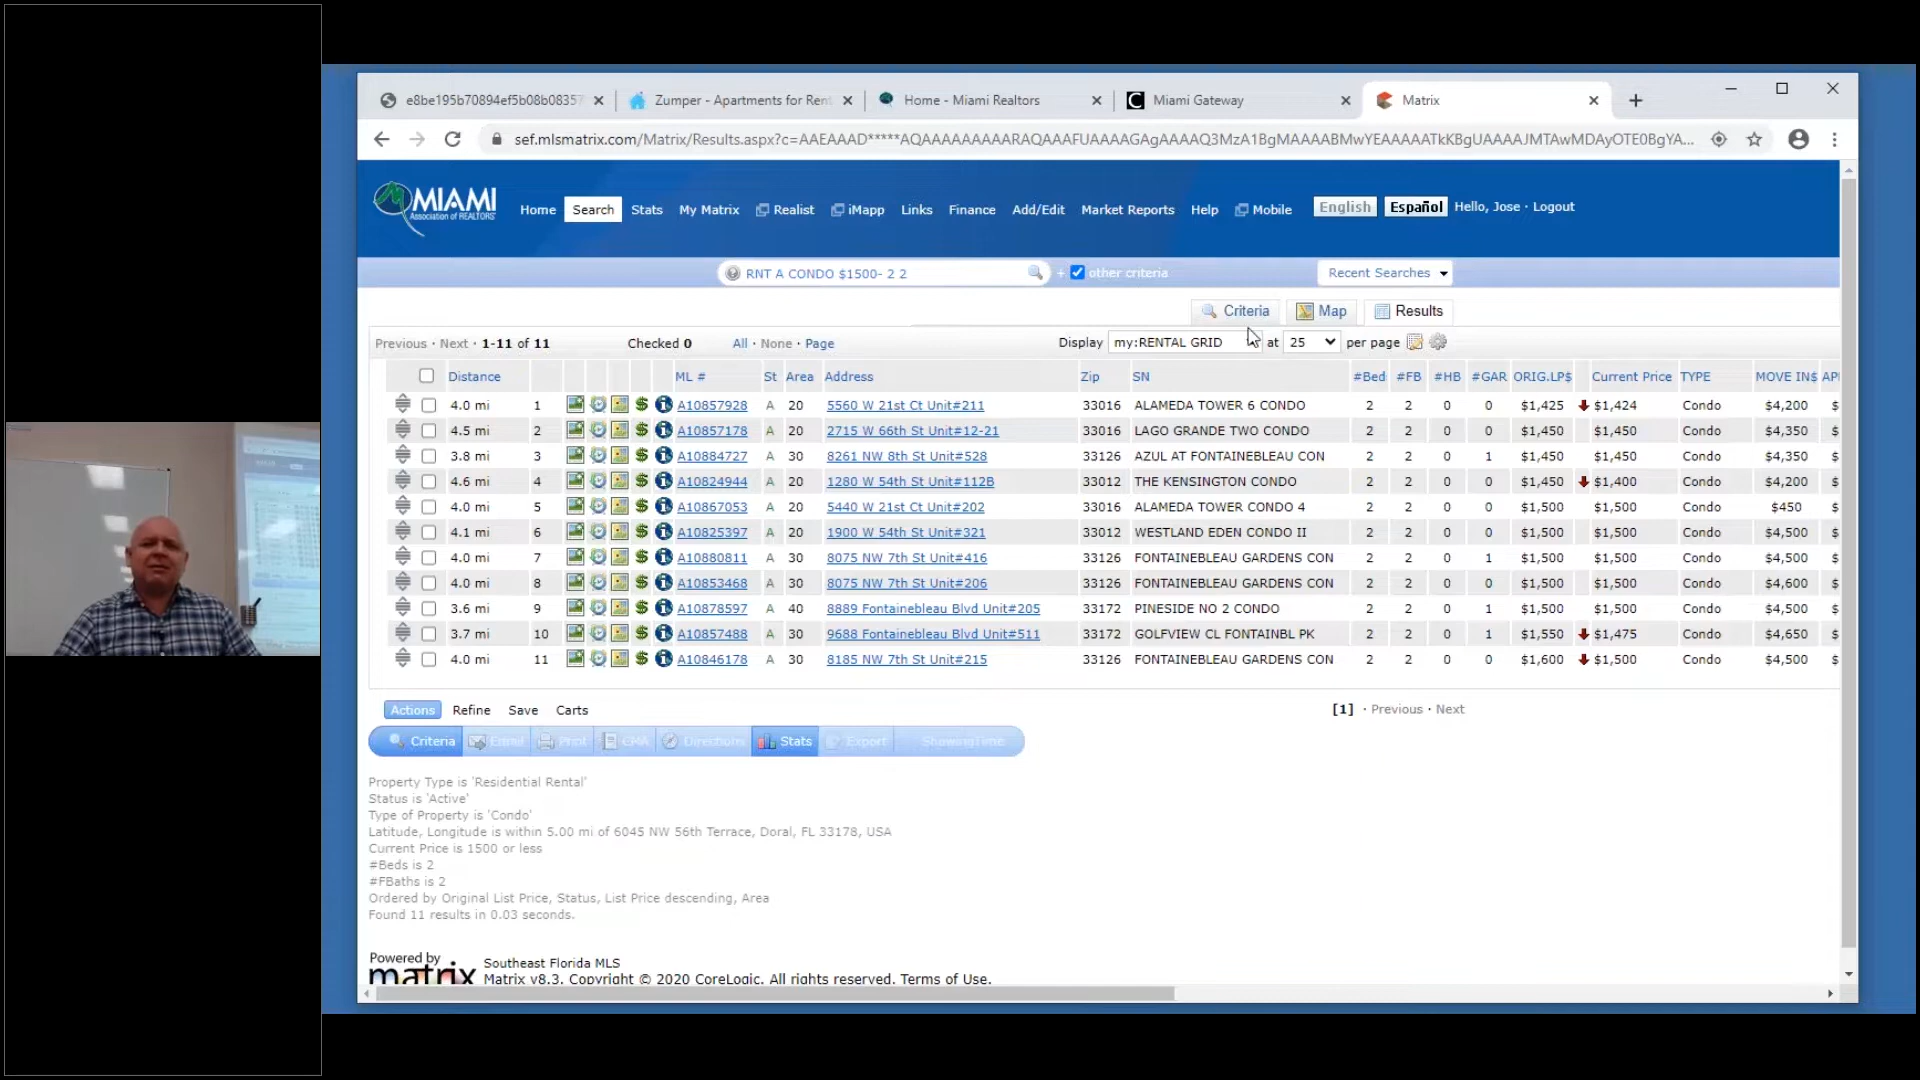 e8be195b70894ef5b08b08357
Zumper - Apartments for Ren
Home - Miami Realtors
Miami Gateway
Matrix
sef.mlsmatrix.com/Matrix/Results.aspx?c=AAEAAAD*****AQAAAAAAAAARAQAAAFUAAAAGAgAAAAQ3MzA1BgMAAAABMwYEAAAAATkKBgUAAAAJMTAwMDAyOTE0BgYA...
MIAMI
Association of REALTORS
Home Search Stats My Matrix Realist iMapp Links Finance Add/Edit Market Reports Help Mobile English Español Hello, Jose · Logout
RNT A CONDO $1500- 2 2 + other criteria Recent Searches
Criteria Map Results
Previous · Next · 1-11 of 11 Checked 0 All · None · Page Display my:RENTAL GRID at 25 per page
Distance ML # St Area Address Zip SN #Bed #FB #HB #GAR ORIG.LP$ Current Price TYPE MOVE IN$ API
4.0 mi 1 $ A10857928 A 20 5560 W 21st Ct Unit#211 33016 ALAMEDA TOWER 6 CONDO 2 2 0 0 $1,425 $1,424 Condo $4,200 $
4.5 mi 2 $ A10857178 A 20 2715 W 66th St Unit#12-21 33016 LAGO GRANDE TWO CONDO 2 2 0 0 $1,450 $1,450 Condo $4,350 $
3.8 mi 3 $ A10884727 A 30 8261 NW 8th St Unit#528 33126 AZUL AT FONTAINEBLEAU CON 2 2 0 1 $1,450 $1,450 Condo $4,350 $
4.6 mi 4 $ A10824944 A 20 1280 W 54th St Unit#112B 33012 THE KENSINGTON CONDO 2 2 0 0 $1,450 $1,400 Condo $4,200 $
4.0 mi 5 $ A10867053 A 20 5440 W 21st Ct Unit#202 33016 ALAMEDA TOWER CONDO 4 2 2 0 0 $1,500 $1,500 Condo $450 $
4.1 mi 6 $ A10825397 A 20 1900 W 54th St Unit#321 33012 WESTLAND EDEN CONDO II 2 2 0 0 $1,500 $1,500 Condo $4,500 $
4.0 mi 7 $ A10880811 A 30 8075 NW 7th St Unit#416 33126 FONTAINEBLEAU GARDENS CON 2 2 0 1 $1,500 $1,500 Condo $4,500 $
4.0 mi 8 $ A10853468 A 30 8075 NW 7th St Unit#206 33126 FONTAINEBLEAU GARDENS CON 2 2 0 0 $1,500 $1,500 Condo $4,600 $
3.6 mi 9 $ A10878597 A 40 8889 Fontainebleau Blvd Unit#205 33172 PINESIDE NO 2 CONDO 2 2 0 1 $1,500 $1,500 Condo $4,500 $
3.7 mi 10 $ A10857488 A 30 9688 Fontainebleau Blvd Unit#511 33172 GOLFVIEW CL FONTAINBL PK 2 2 0 1 $1,550 $1,475 Condo $4,650 $
4.0 mi 11 $ A10846178 A 30 8185 NW 7th St Unit#215 33126 FONTAINEBLEAU GARDENS CON 2 2 0 0 $1,600 $1,500 Condo $4,500 $
Actions Refine Save Carts [1] · Previous · Next
Criteria Email Print CMA Directions Stats Export ShowingTime
Property Type is 'Residential Rental'
Status is 'Active'
Type of Property is 'Condo'
Latitude, Longitude is within 5.00 mi of 6045 NW 56th Terrace, Doral, FL 33178, USA
Current Price is 1500 or less
#Beds is 2
#FBaths is 2
Ordered by Original List Price, Status, List Price descending, Area
Found 11 results in 0.03 seconds.
Powered by
matrix
Southeast Florida MLS
Matrix v8.3. Copyright © 2020 CoreLogic. All rights reserved. Terms of Use.